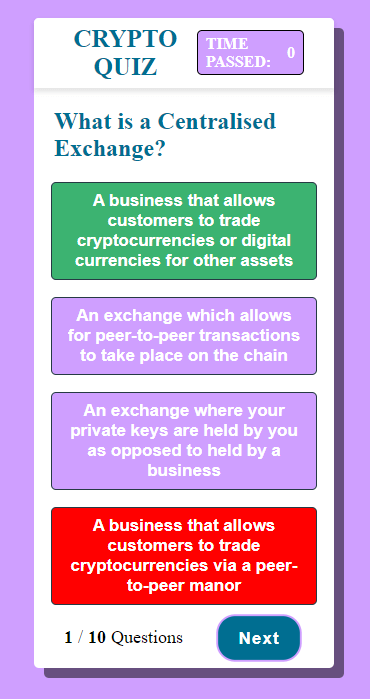 CRYPTO
QUIZ
TIME
PASSED:
0
What is a Centralised
Exchange?
A business that allows
customers to trade
cryptocurrencies or digital
currencies for other assets
An exchange which allows
for peer-to-peer transactions
to take place on the chain
An exchange where your
private keys are held by you
as opposed to held by a
business
A business that allows
customers to trade
cryptocurrencies via a peer-
to-peer manor
1 / 10 Questions
Next